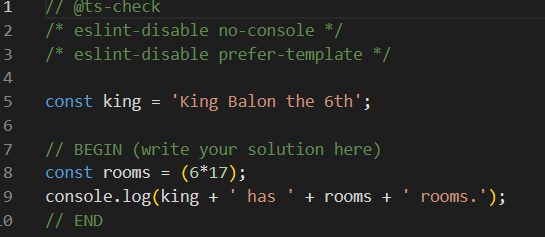 1 // @ts-check
2 /* eslint-disable no-console */
3 /* eslint-disable prefer-template */
4
5 const king = 'King Balon the 6th';
6
7 // BEGIN (write your solution here)
8 const rooms = (6*17);
9 console.log(king + ' has ' + rooms + ' rooms.');
10 // END